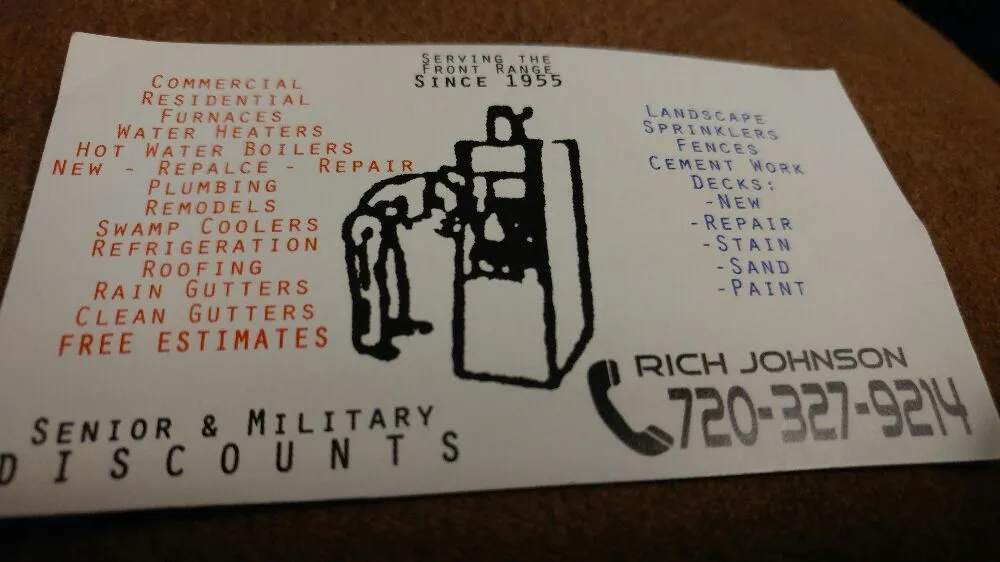 Serving the
Front Range
Since 1955
Commercial
Residential
Furnaces
Water Heaters
Hot Water Boilers
New - Repalce - Repair
Plumbing
Remodels
Swamp Coolers
Refrigeration
Roofing
Rain Gutters
Clean Gutters
FREE ESTIMATES
Senior & Military
DISCOUNTS
Landscape
Sprinklers
Fences
Cement Work
Decks:
-New
-Repair
-Stain
-Sand
-Paint
RICH JOHNSON
720-327-9214